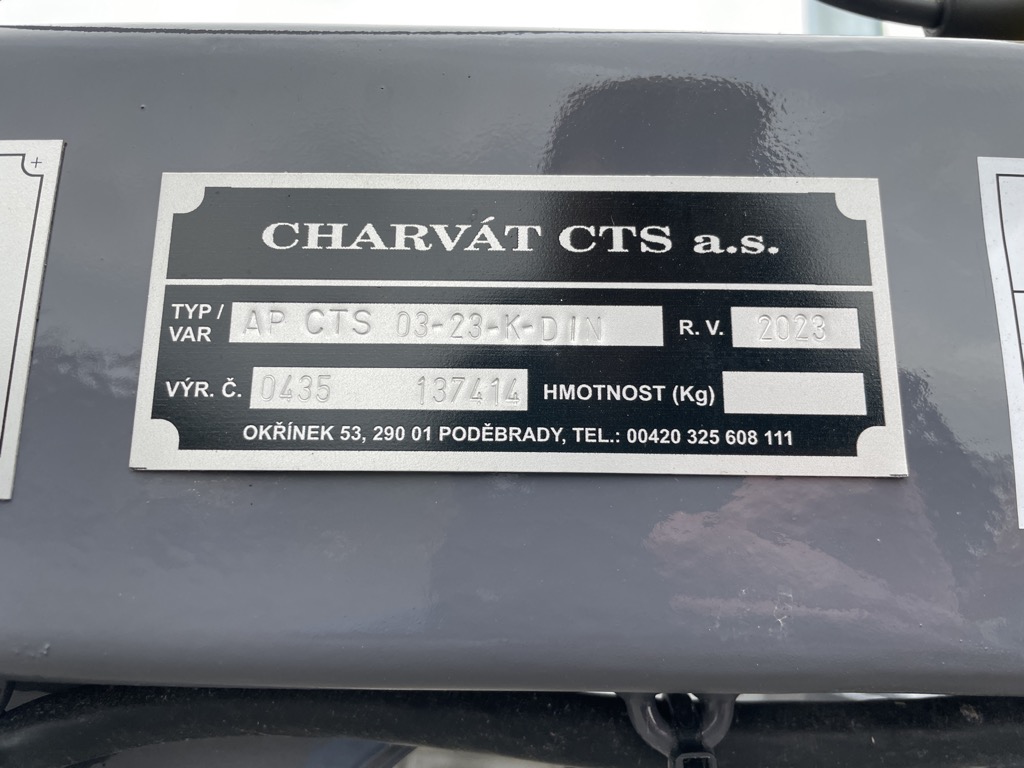 CHARVÁT CTS a.s.
TYP / VAR AP CTS 03-23-K-DIN R. V. 2023
VÝR. Č. 0435 137414 HMOTNOST (Kg)
OKŘÍNEK 53, 290 01 PODĚBRADY, TEL.: 00420 325 608 111